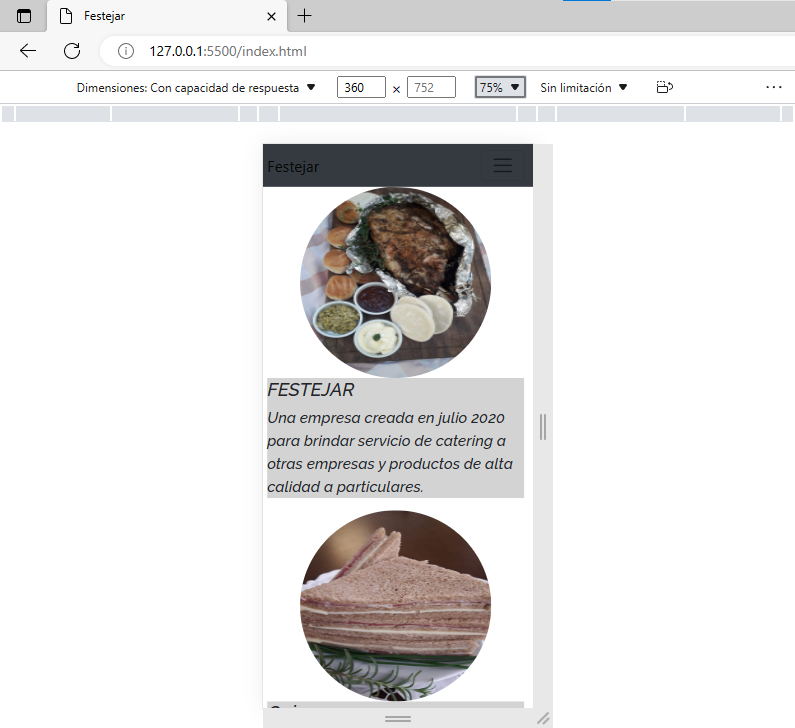 Festejar
127.0.0.1:5500/index.html
Dimensiones: Con capacidad de respuesta
360 × 752
75%
Sin limitación
Festejar
FESTEJAR
Una empresa creada en julio 2020
para brindar servicio de catering a
otras empresas y productos de alta
calidad a particulares.